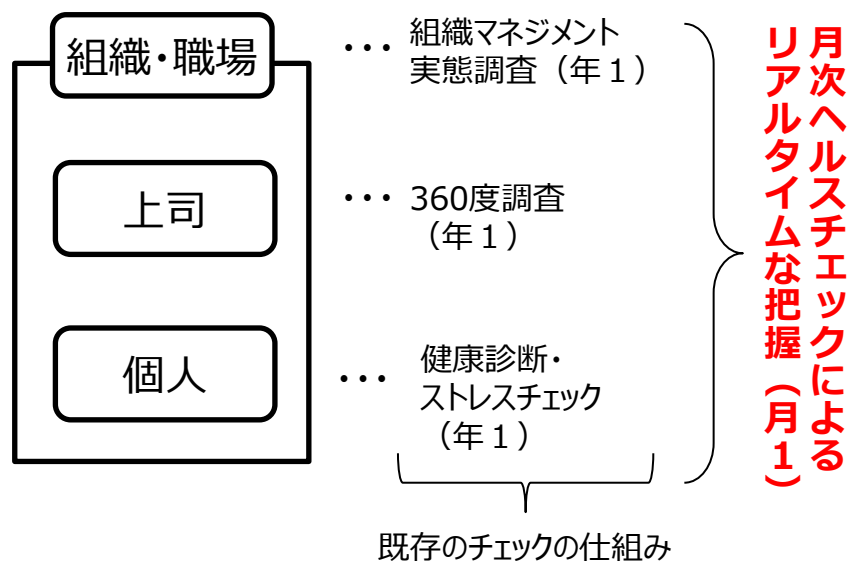 組織・職場
･･･ 組織マネジメント
実態調査（年１）
上司
･･･ 360度調査
（年１）
個人
･･･ 健康診断・
ストレスチェック
（年１）
既存のチェックの仕組み
月次ヘルスチェックによる
リアルタイムな把握（月１）